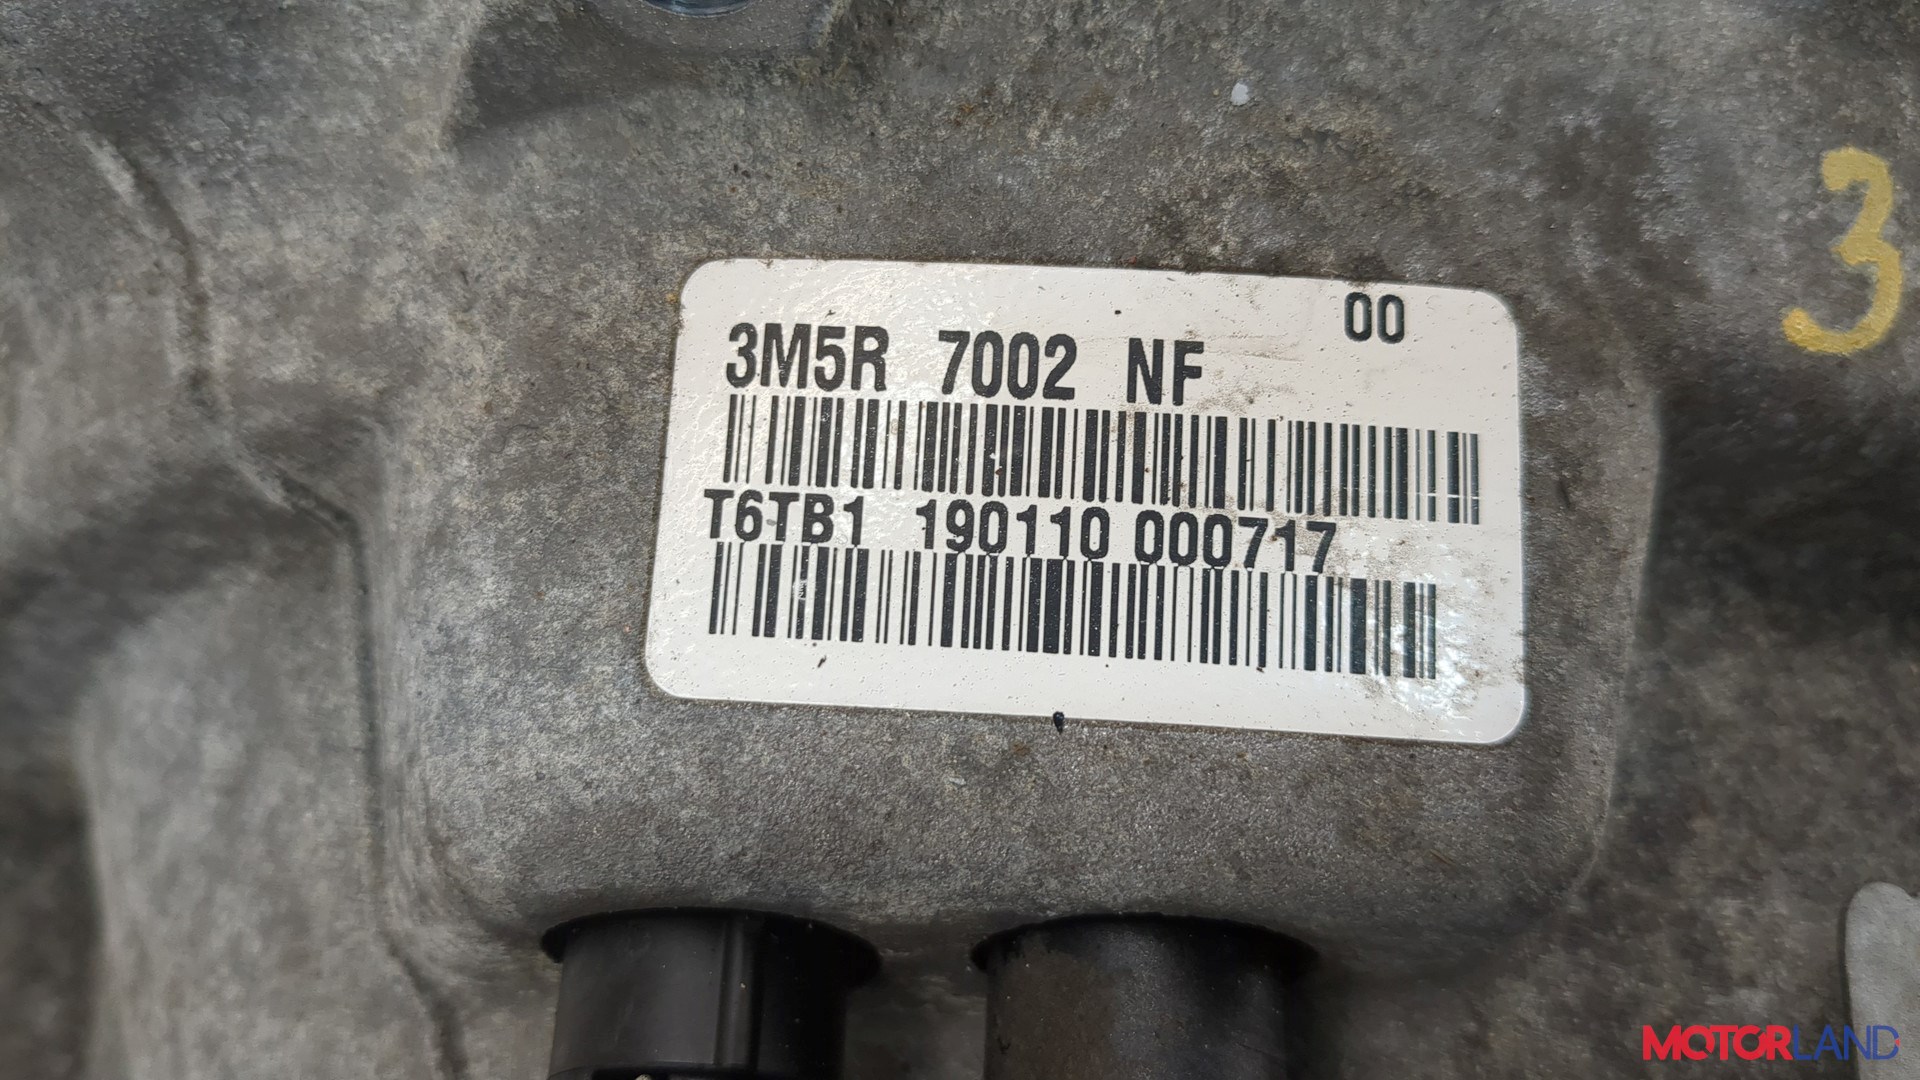 3
00
3M5R 7002 NF
T6TB1 190110 000717
MOTORLAND